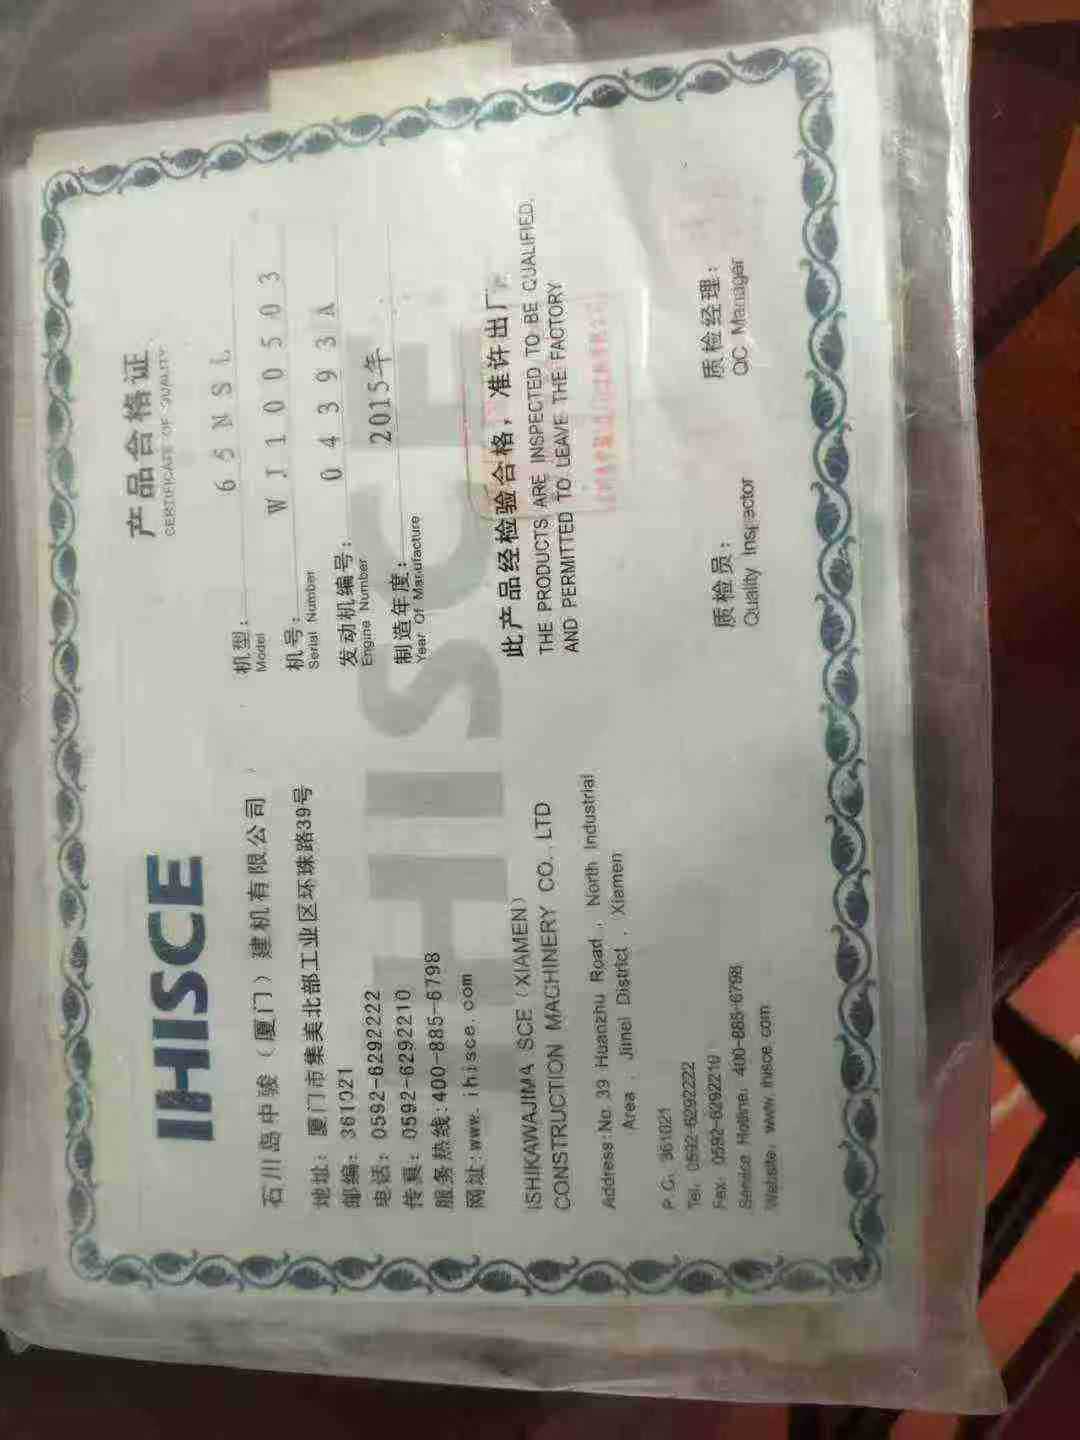 IHISCE
石川岛中骏（厦门）建机有限公司
地址：厦门市集美北部工业区环珠路39号
邮编：361021
电话：0592-6292222
传真：0592-6292210
服务热线:400-885-6798
网址:www.ihisce.com
ISHIKAWAJIMA SCE (XIAMEN)
CONSTRUCTION MACHINERY CO.,LTD
Address:No 39 Huanzhu Road , North Industrial
Area , Jimei District , Xiamen
P.C: 361021
Tel: 0592-6292222
Fax: 0592-6292210
Service Hotline: 400-885-6798
Website: www.ihisce.com
产品合格证
CERTIFICATE OF QUALITY
机型： 65NSL
Model
机号： WJ100503
Serial Number
发动机编号： 04393A
Engine Number
制造年度： 2015年
Year Of Manufacture
此产品经检验合格，准许出厂。
THE PRODUCTS ARE INSPECTED TO BE QUALIFIED,
AND PERMITTED TO LEAVE THE FACTORY
质检员： 质检经理：
Quality Inspector QC Manager
IHISCE